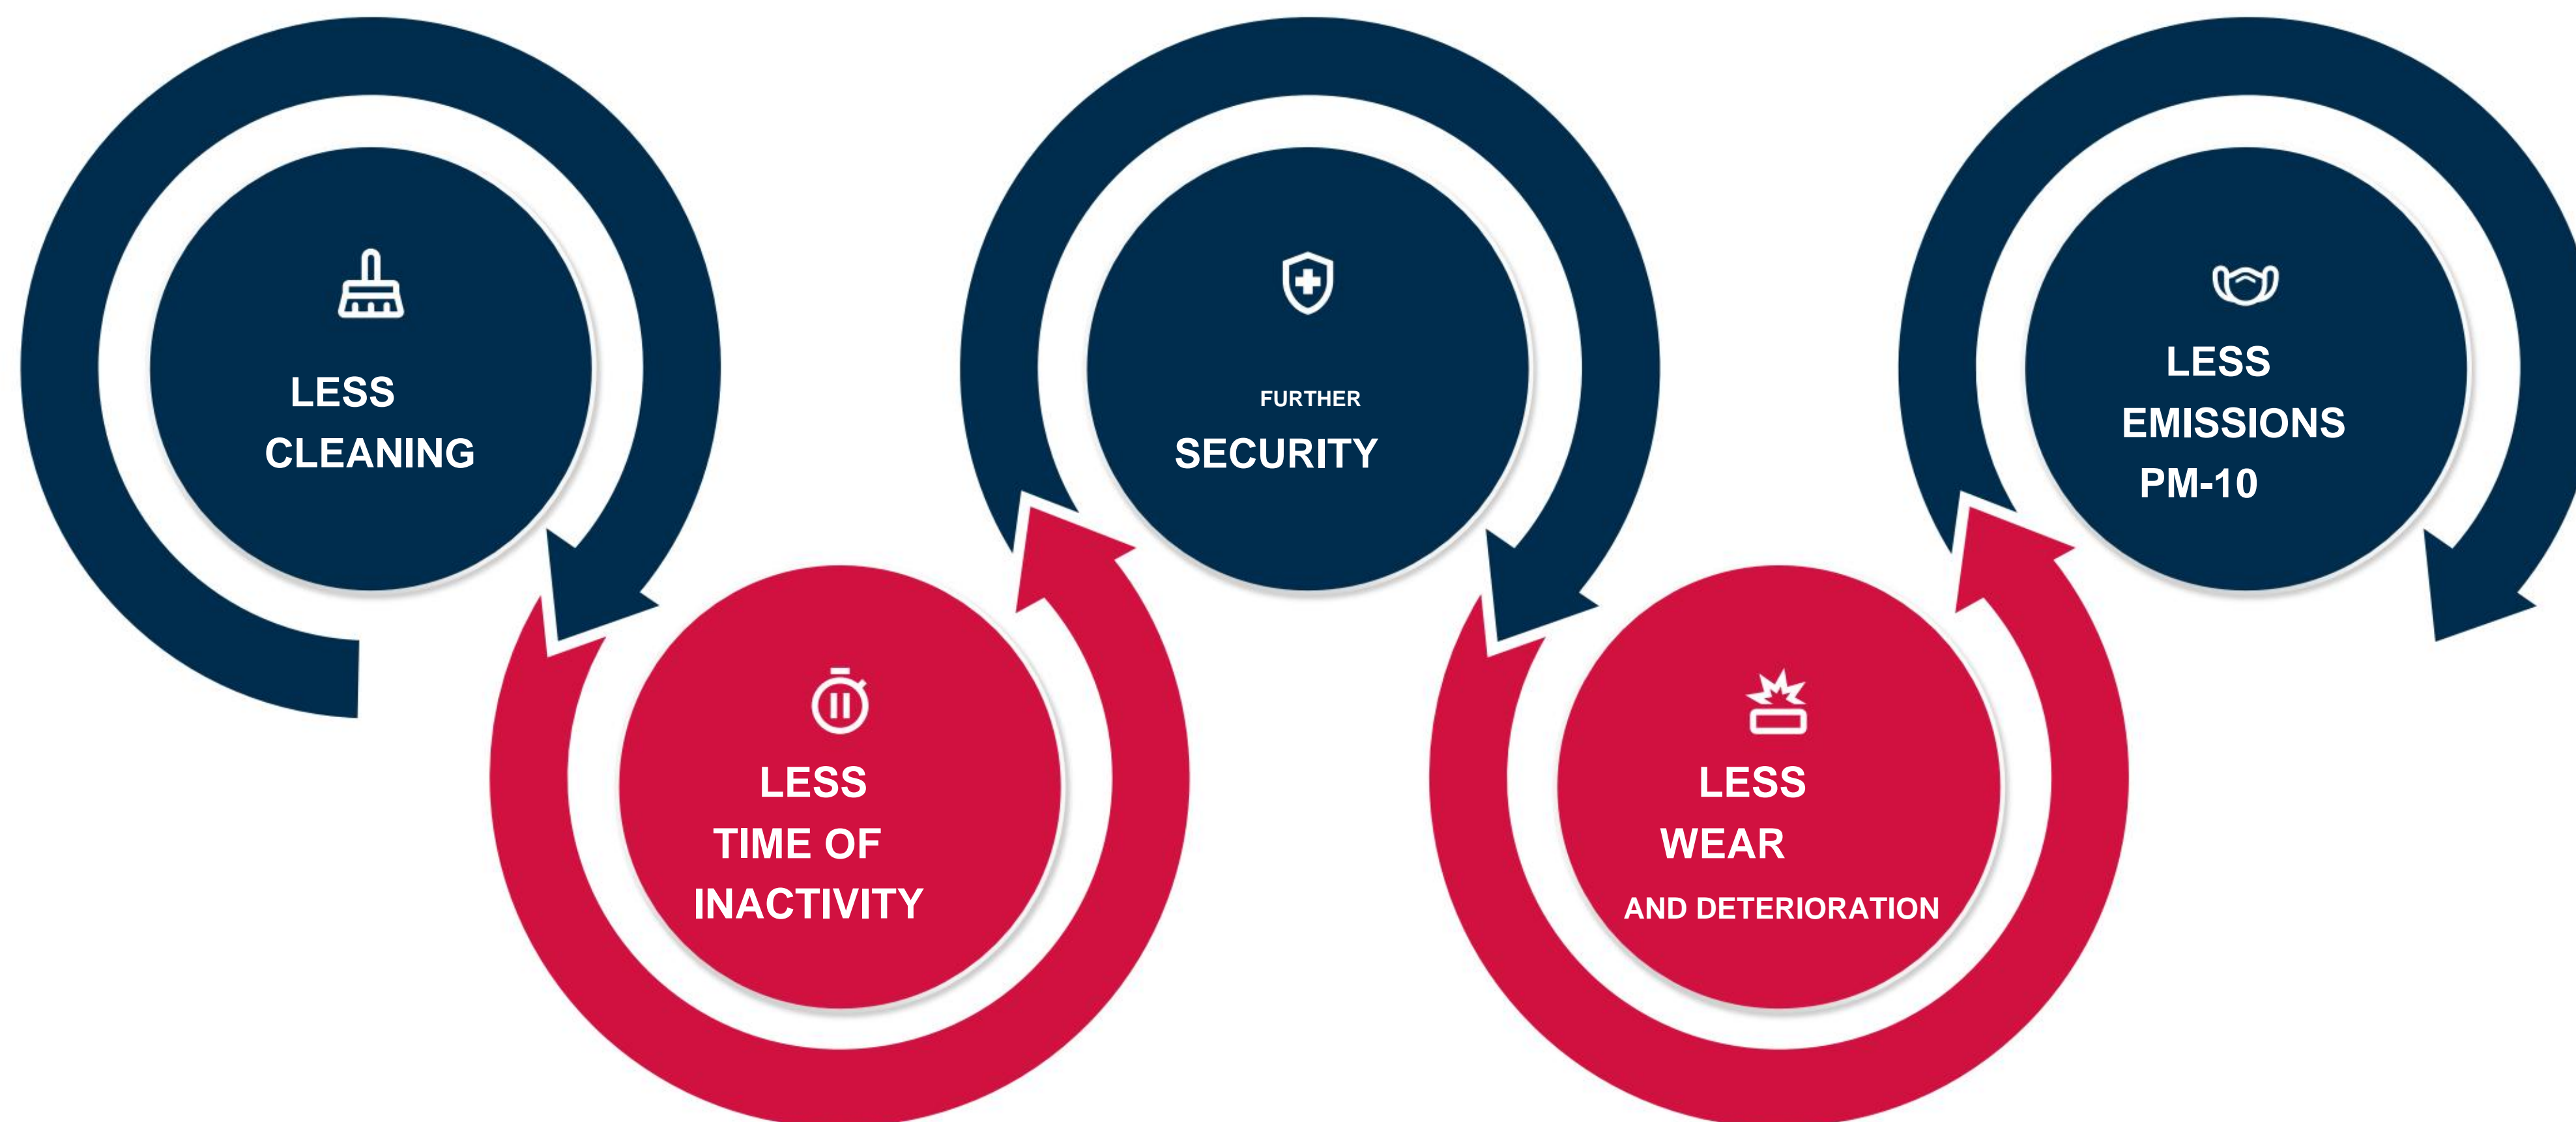 LESS
CLEANING
LESS
TIME OF
INACTIVITY
FURTHER
SECURITY
LESS
WEAR
AND DETERIORATION
LESS
EMISSIONS
PM-10